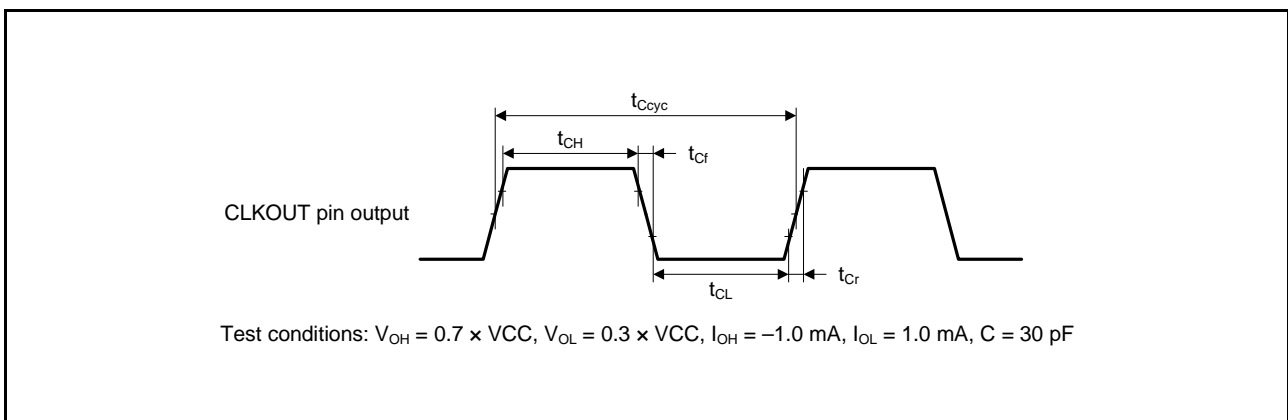 tCcyc
tCH
tCf
CLKOUT pin output
tCL
tCr
Test conditions: VOH = 0.7 × VCC, VOL = 0.3 × VCC, IOH = –1.0 mA, IOL = 1.0 mA, C = 30 pF